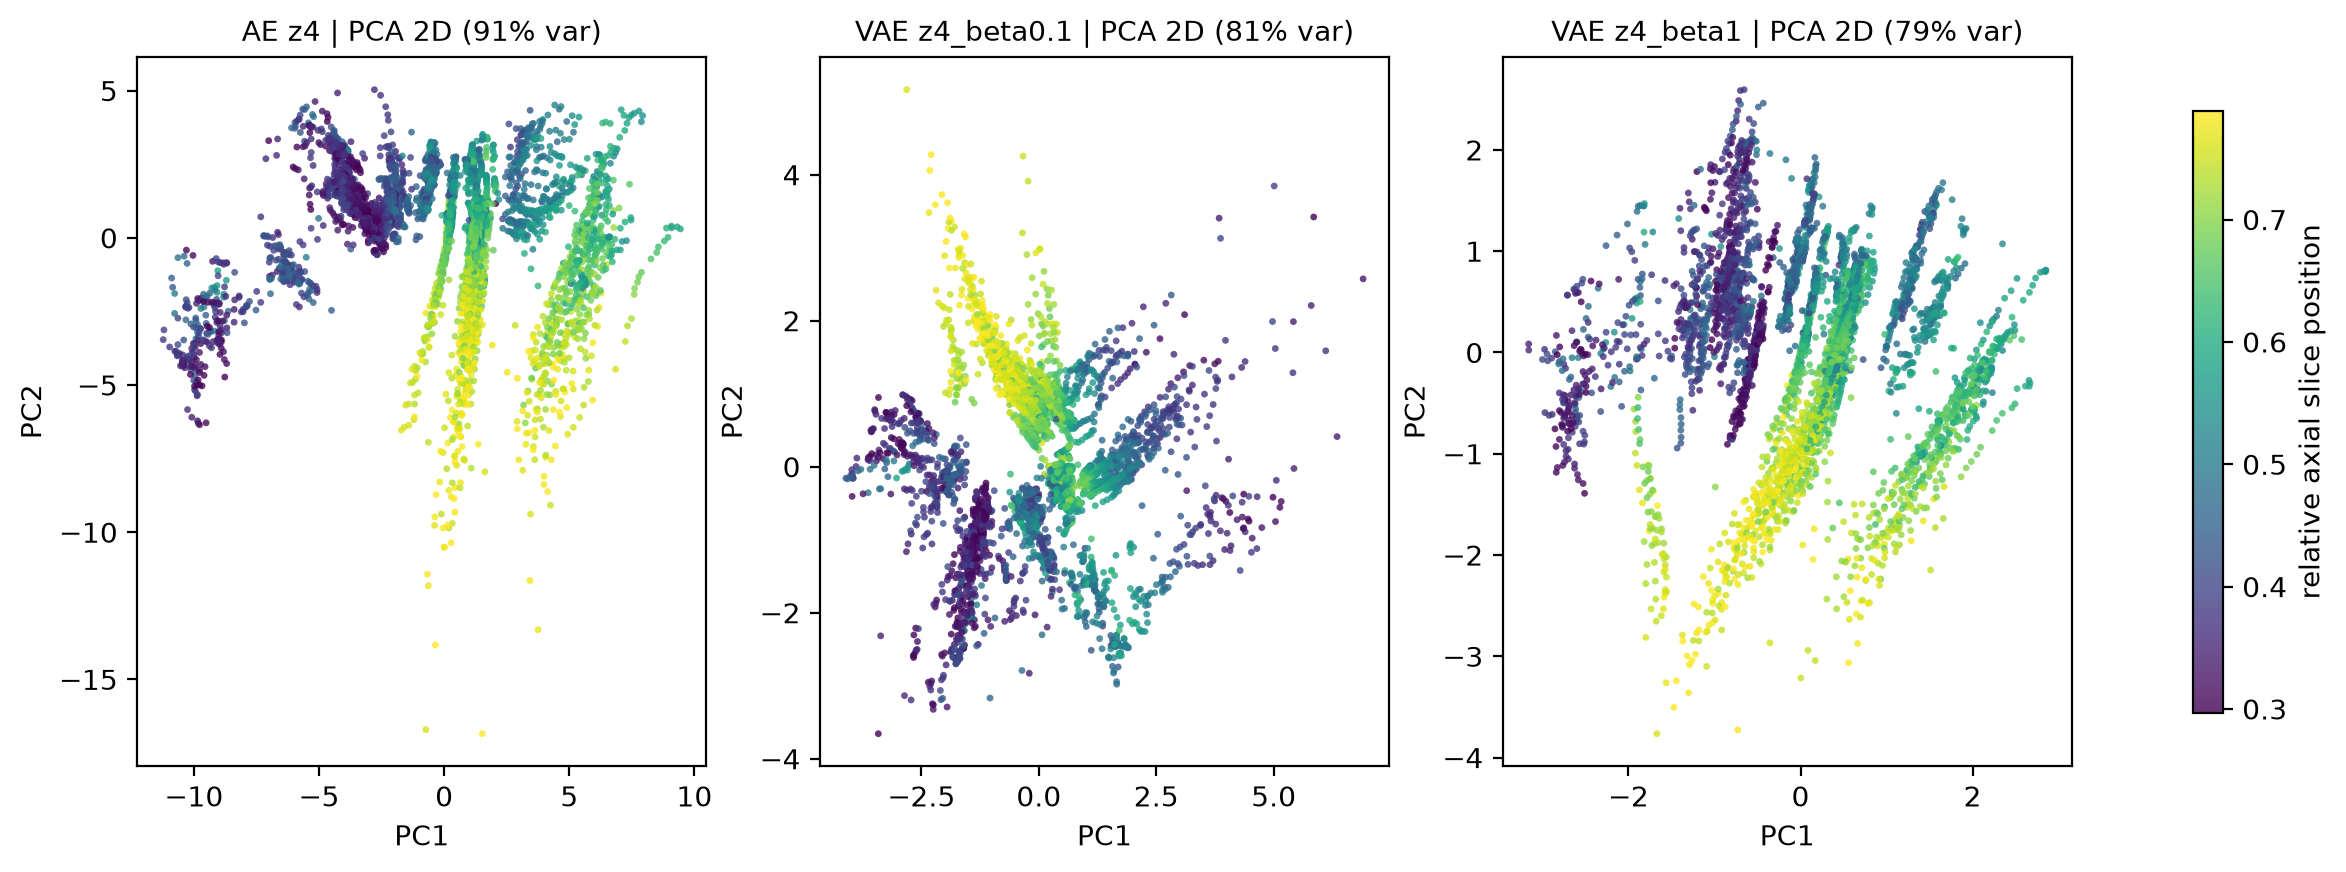 AE z4 | PCA 2D (91% var)
5
0
−5
−10
−15
PC2
−10 −5 0 5 10
PC1
VAE z4_beta0.1 | PCA 2D (81% var)
4
2
0
−2
−4
PC2
−2.5 0.0 2.5 5.0
PC1
VAE z4_beta1 | PCA 2D (79% var)
2
1
0
−1
−2
−3
−4
PC2
−2 0 2
PC1
0.7
0.6
0.5
0.4
0.3
relative axial slice position